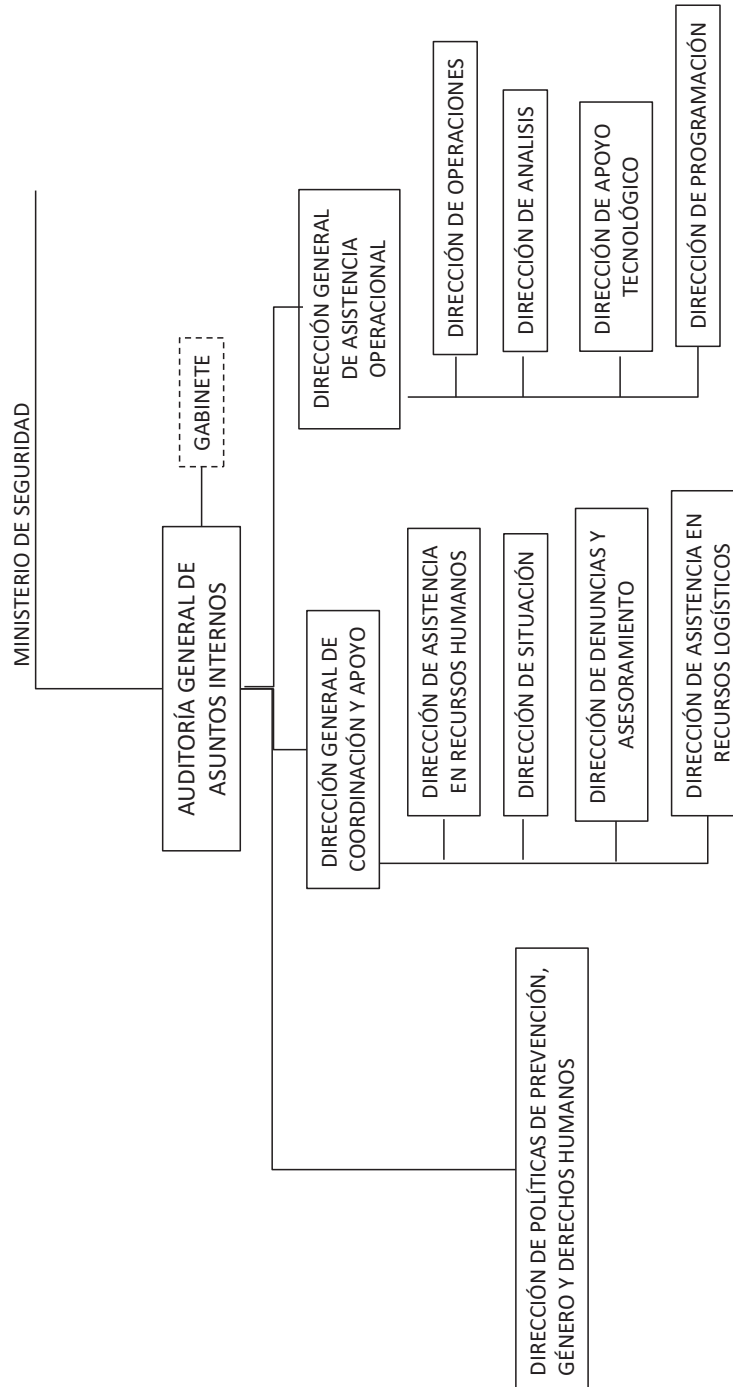 MINISTERIO DE SEGURIDAD
AUDITORÍA GENERAL DE
ASUNTOS INTERNOS
GABINETE
DIRECCIÓN DE POLÍTICAS DE PREVENCIÓN,
GÉNERO Y DERECHOS HUMANOS
DIRECCIÓN GENERAL DE
COORDINACIÓN Y APOYO
DIRECCIÓN DE ASISTENCIA
EN RECURSOS HUMANOS
DIRECCIÓN DE SITUACIÓN
DIRECCIÓN DE DENUNCIAS Y
ASESORAMIENTO
DIRECCIÓN DE ASISTENCIA EN
RECURSOS LOGÍSTICOS
DIRECCIÓN GENERAL
DE ASISTENCIA
OPERACIONAL
DIRECCIÓN DE OPERACIONES
DIRECCIÓN DE ANALISIS
DIRECCIÓN DE APOYO
TECNOLÓGICO
DIRECCIÓN DE PROGRAMACIÓN